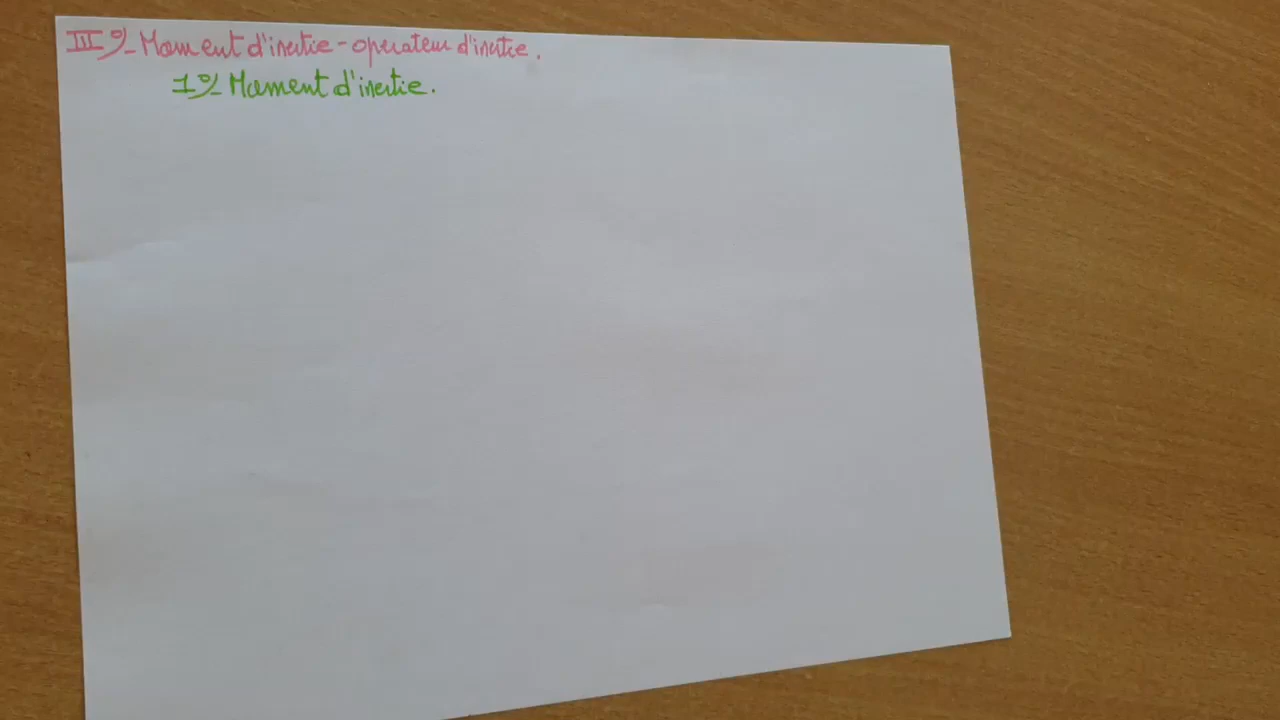 III°/- Moment d'inertie - operateur d'inertie.
1°/- Moment d'inertie.